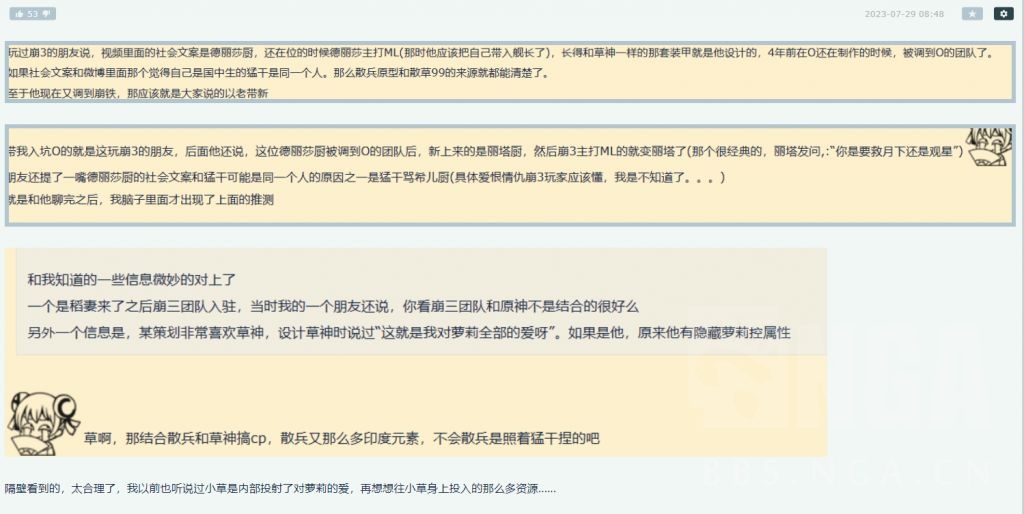 53
2023-07-29 08:48
玩过崩3的朋友说，视频里面的社会文案是德丽莎厨，还在位的时候德丽莎主打ML(那时他应该把自己带入舰长了)，长得和草神一样的那套装甲就是他设计的，4年前在O还在制作的时候，被调到O的团队了。
如果社会文案和微博里面那个觉得自己是国中生的猛干是同一个人。那么散兵原型和散草99的来源就都能清楚了。
至于他现在又调到崩铁，那应该就是大家说的以老带新
带我入坑O的就是这玩崩3的朋友，后面他还说，这位德丽莎厨被调到O的团队后，新上来的是丽塔厨，然后崩3主打ML的就变丽塔了(那个很经典的，丽塔发问,:“你是要救月下还是观星”)
朋友还提了一嘴德丽莎厨的社会文案和猛干可能是同一个人的原因之一是猛干骂希儿厨(具体爱恨情仇崩3玩家应该懂，我是不知道了。。。)
就是和他聊完之后，我脑子里面才出现了上面的推测
和我知道的一些信息微妙的对上了
一个是稻妻来了之后崩三团队入驻，当时我的一个朋友还说，你看崩三团队和原神不是结合的很好么
另外一个信息是，某策划非常喜欢草神，设计草神时说过“这就是我对萝莉全部的爱呀”。如果是他，原来他有隐藏萝莉控属性
草啊，那结合散兵和草神搞cp，散兵又那么多印度元素，不会散兵是照着猛干捏的吧
NGA
BBS.NGA.CN
隔壁看到的，太合理了，我以前也听说过小草是内部投射了对萝莉的爱，再想想往小草身上投入的那么多资源……